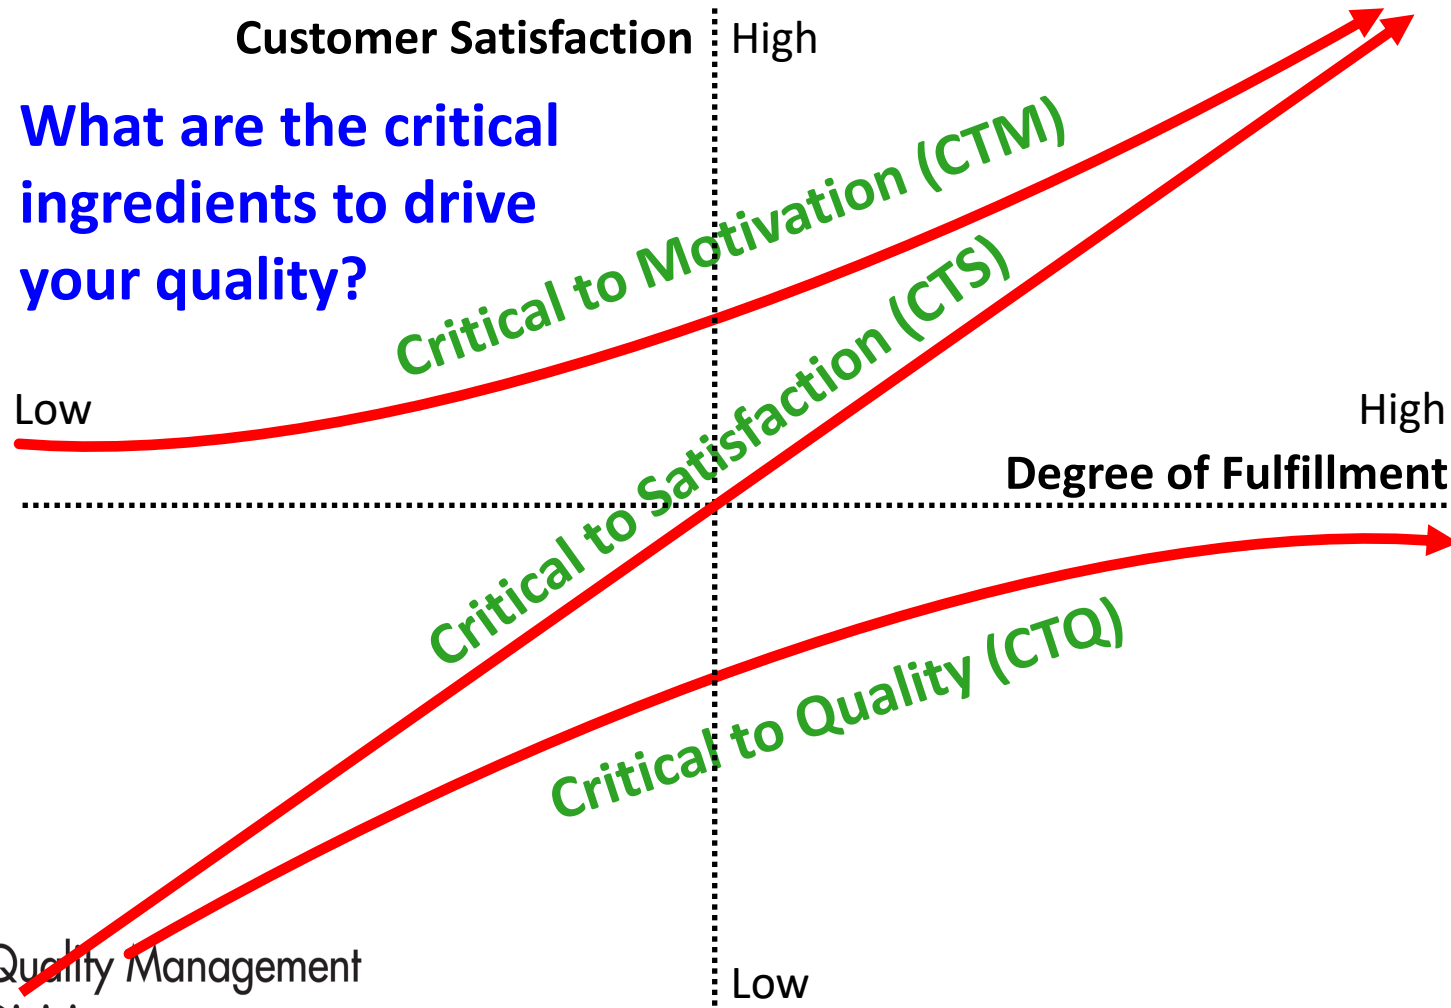 Customer Satisfaction
High
What are the critical
ingredients to drive
your quality?
Critical to Motivation (CTM)
Critical to Satisfaction (CTS)
Low
High
Degree of Fulfillment
Critical to Quality (CTQ)
Quality Management
Low